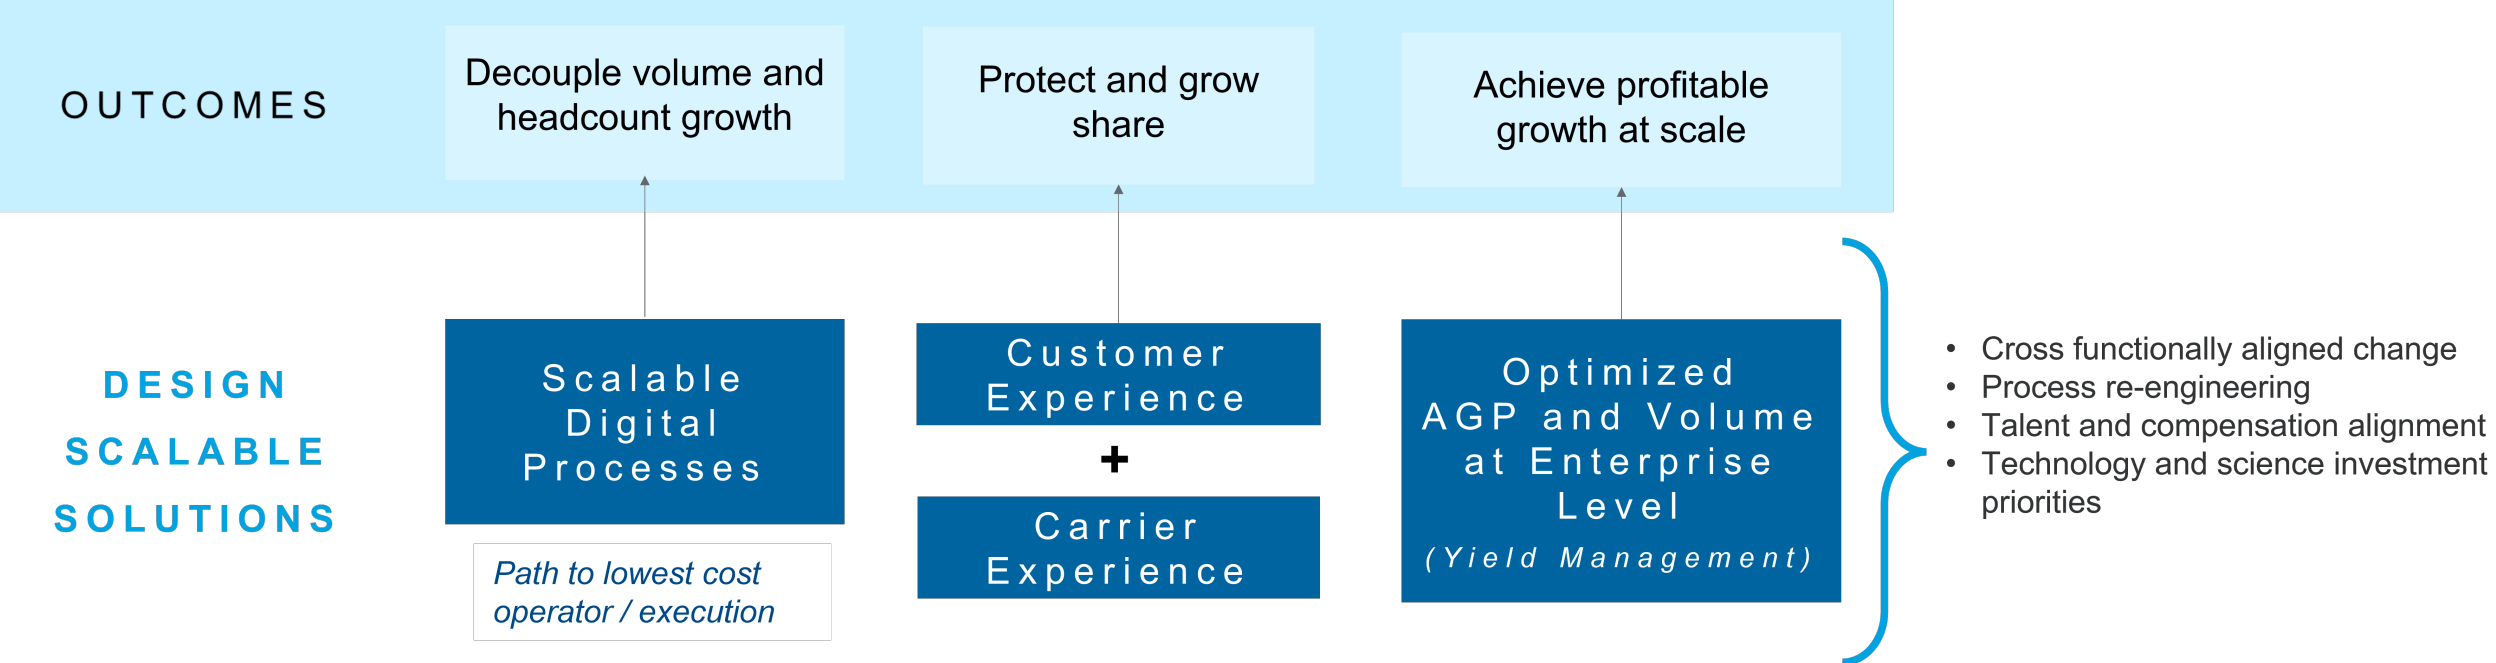 OUTCOMES
Decouple volume and
headcount growth
Protect and grow
share
Achieve profitable
growth at scale
DESIGN
SCALABLE
SOLUTIONS
Scalable
Digital
Processes
Path to lowest cost
operator / execution
Customer
Experience
+
Carrier
Experience
Optimized
AGP and Volume
at Enterprise
Level
(Yield Management)
• Cross functionally aligned change
• Process re-engineering
• Talent and compensation alignment
• Technology and science investment
priorities